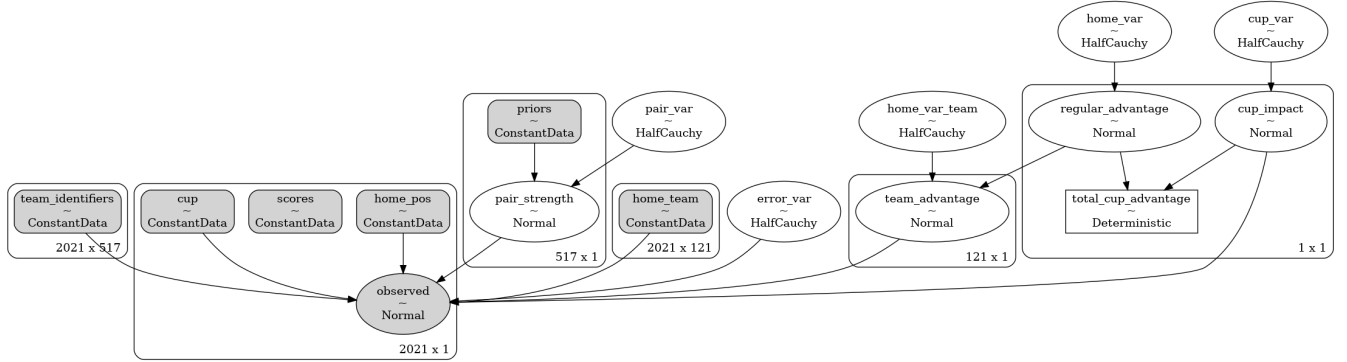 home_var
~
HalfCauchy
cup_var
~
HalfCauchy
priors
~
ConstantData
pair_var
~
HalfCauchy
home_var_team
~
HalfCauchy
regular_advantage
~
Normal
cup_impact
~
Normal
team_identifiers
~
ConstantData
2021 x 517
cup
~
ConstantData
scores
~
ConstantData
home_pos
~
ConstantData
pair_strength
~
Normal
517 x 1
home_team
~
ConstantData
2021 x 121
error_var
~
HalfCauchy
team_advantage
~
Normal
121 x 1
total_cup_advantage
~
Deterministic
1 x 1
observed
~
Normal
2021 x 1